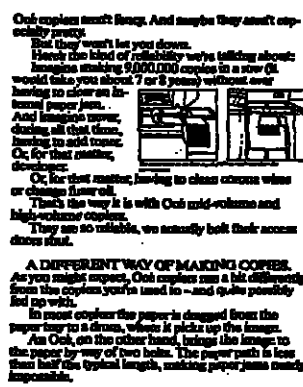 Océ copiers aren't fancy. And maybe they aren't especially pretty.
But they won't let you down.
Here's the kind of reliability we're talking about:
Imagine making 9,000,000 copies in a row (it
would take you about 7 or 8 years) without ever
having to clear an in-
ternal paper jam.
And imagine never,
during all that time,
having to add toner.
Or, for that matter,
developer.
Or, for that matter, having to clean corona wires
or change fuser oil.
That's the way it is with Océ mid-volume and
high-volume copiers.
They are so reliable, we actually bolt their access
doors shut.
A DIFFERENT WAY OF MAKING COPIES.
As you might expect, Océ copiers run a bit differently
from the copiers you're used to – and quite possibly
fed up with.
In most copiers the paper is dragged from the
paper tray to a drum, where it picks up the image.
An Océ, on the other hand, brings the image to
the paper by way of two belts. The paper path is less
than half the typical length, making paper jams nearly
impossible.